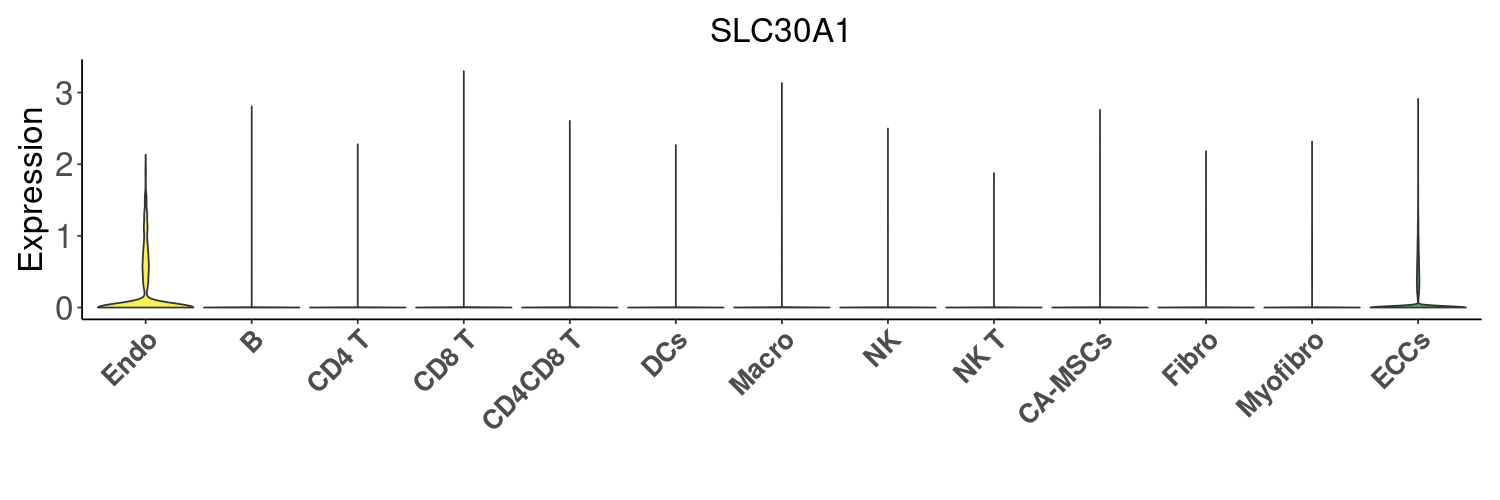 SLC30A1
Expression
3
2
1
0
Endo
B
CD4 T
CD8 T
CD4CD8 T
DCs
Macro
NK
NK T
CA-MSCs
Fibro
Myofibro
ECCs